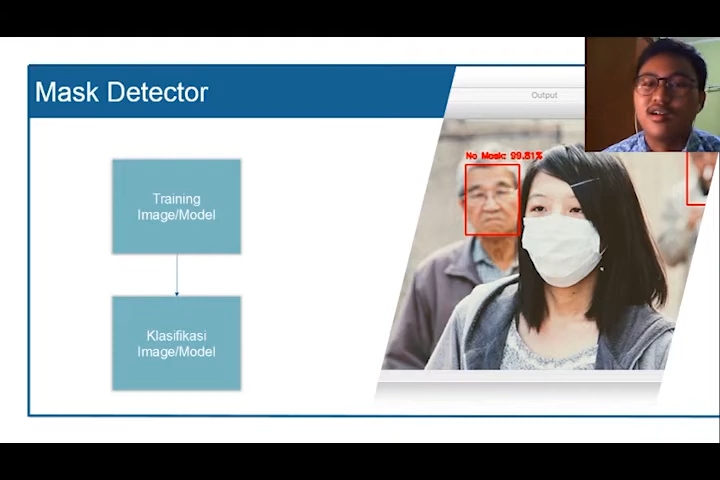 Mask Detector
Output
No Mask: 99.81%
Training
Image/Model
Klasifikasi
Image/Model